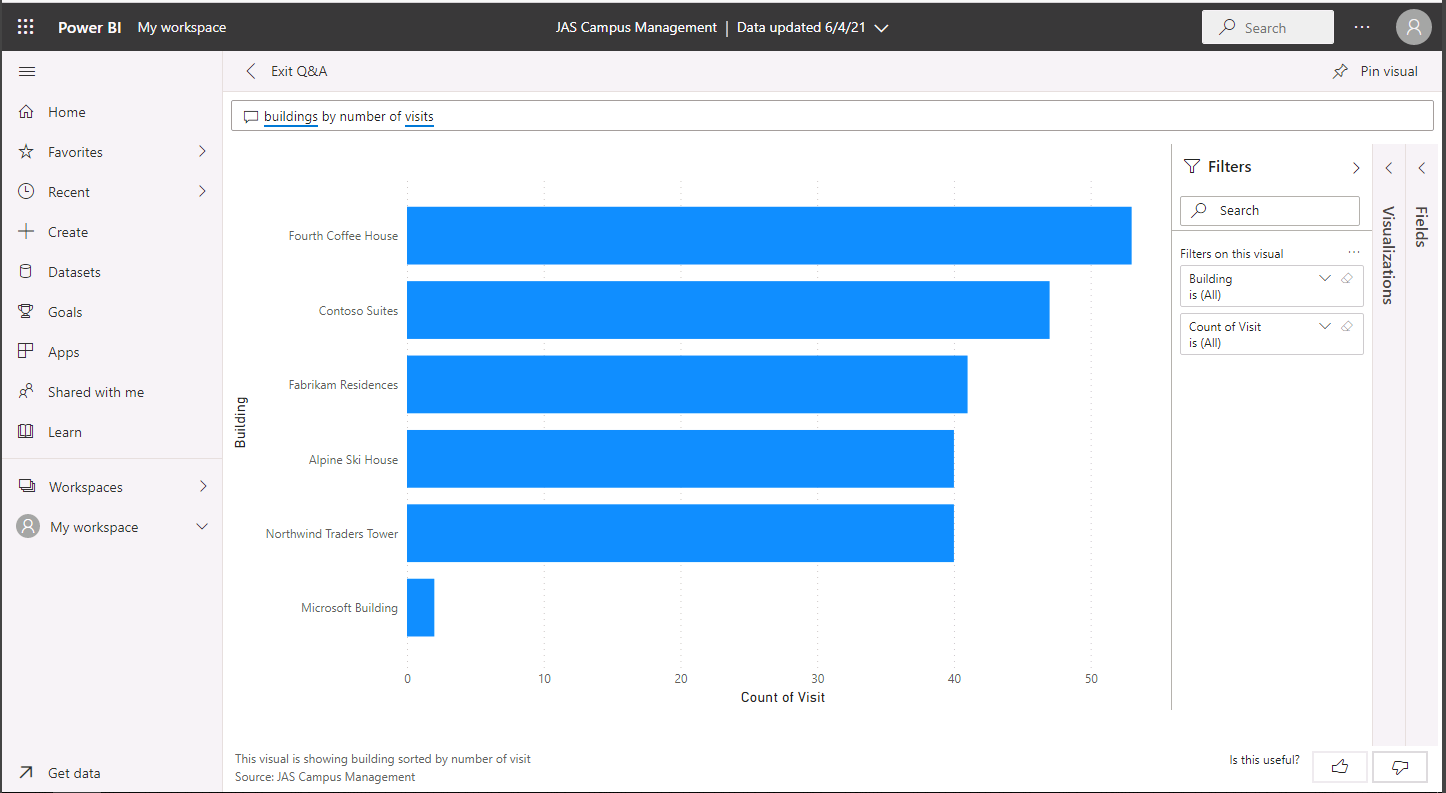 Power BI My workspace JAS Campus Management | Data updated 6/4/21 Search
Exit Q&A Pin visual
buildings by number of visits
Home
Favorites
Recent
Create
Datasets
Goals
Apps
Shared with me
Learn
Workspaces
My workspace
Get data
Building
Fourth Coffee House
Contoso Suites
Fabrikam Residences
Alpine Ski House
Northwind Traders Tower
Microsoft Building
0 10 20 30 40 50
Count of Visit
Filters
Search
Filters on this visual
Building
is (All)
Count of Visit
is (All)
Visualizations
Fields
This visual is showing building sorted by number of visit
Source: JAS Campus Management
Is this useful?